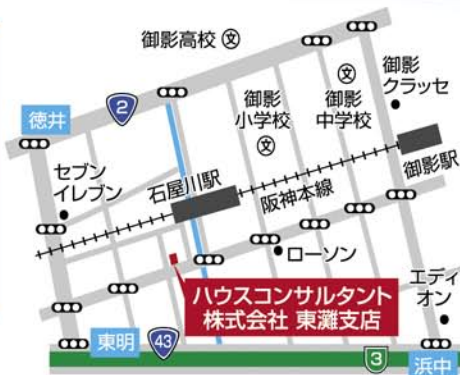 御影高校
文
2
徳井
御影
小学校
文
文
御影
中学校
御影
クラッセ
セブン
イレブン
石屋川駅
阪神本線
御影駅
ローソン
ハウスコンサルタント
株式会社 東灘支店
エディ
オン
東明
43
3
浜中